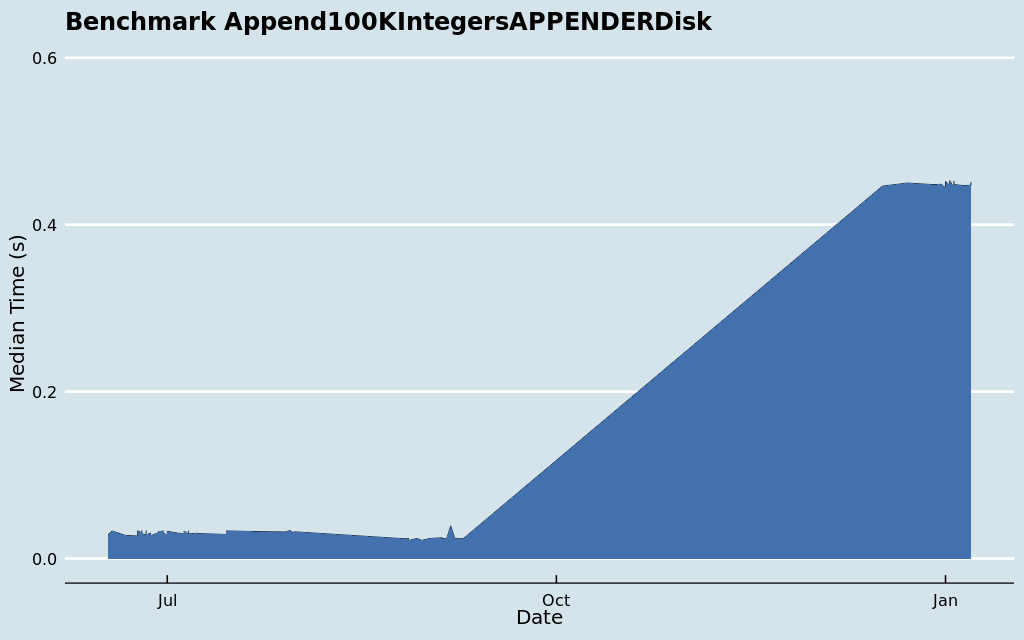 Benchmark Append100KIntegersAPPENDERDisk
0.6
0.4
0.2
0.0
Median Time (s)
Jul
Oct
Jan
Date